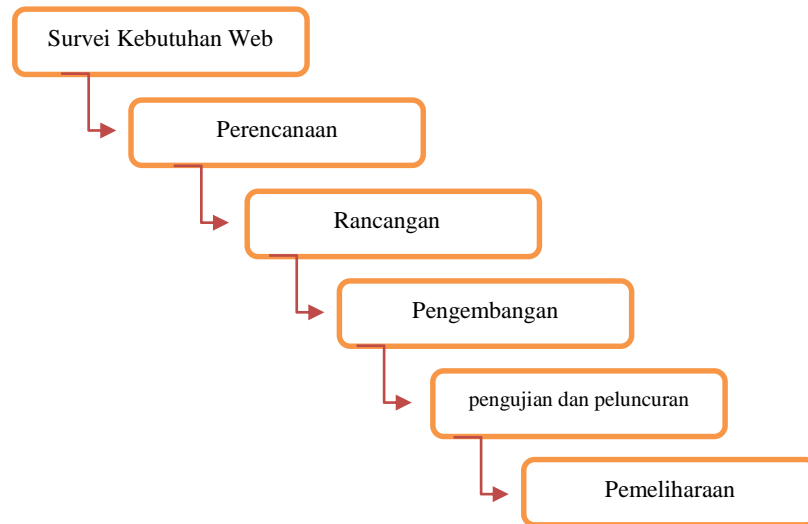 Survei Kebutuhan Web
Perencanaan
Rancangan
Pengembangan
pengujian dan peluncuran
Pemeliharaan